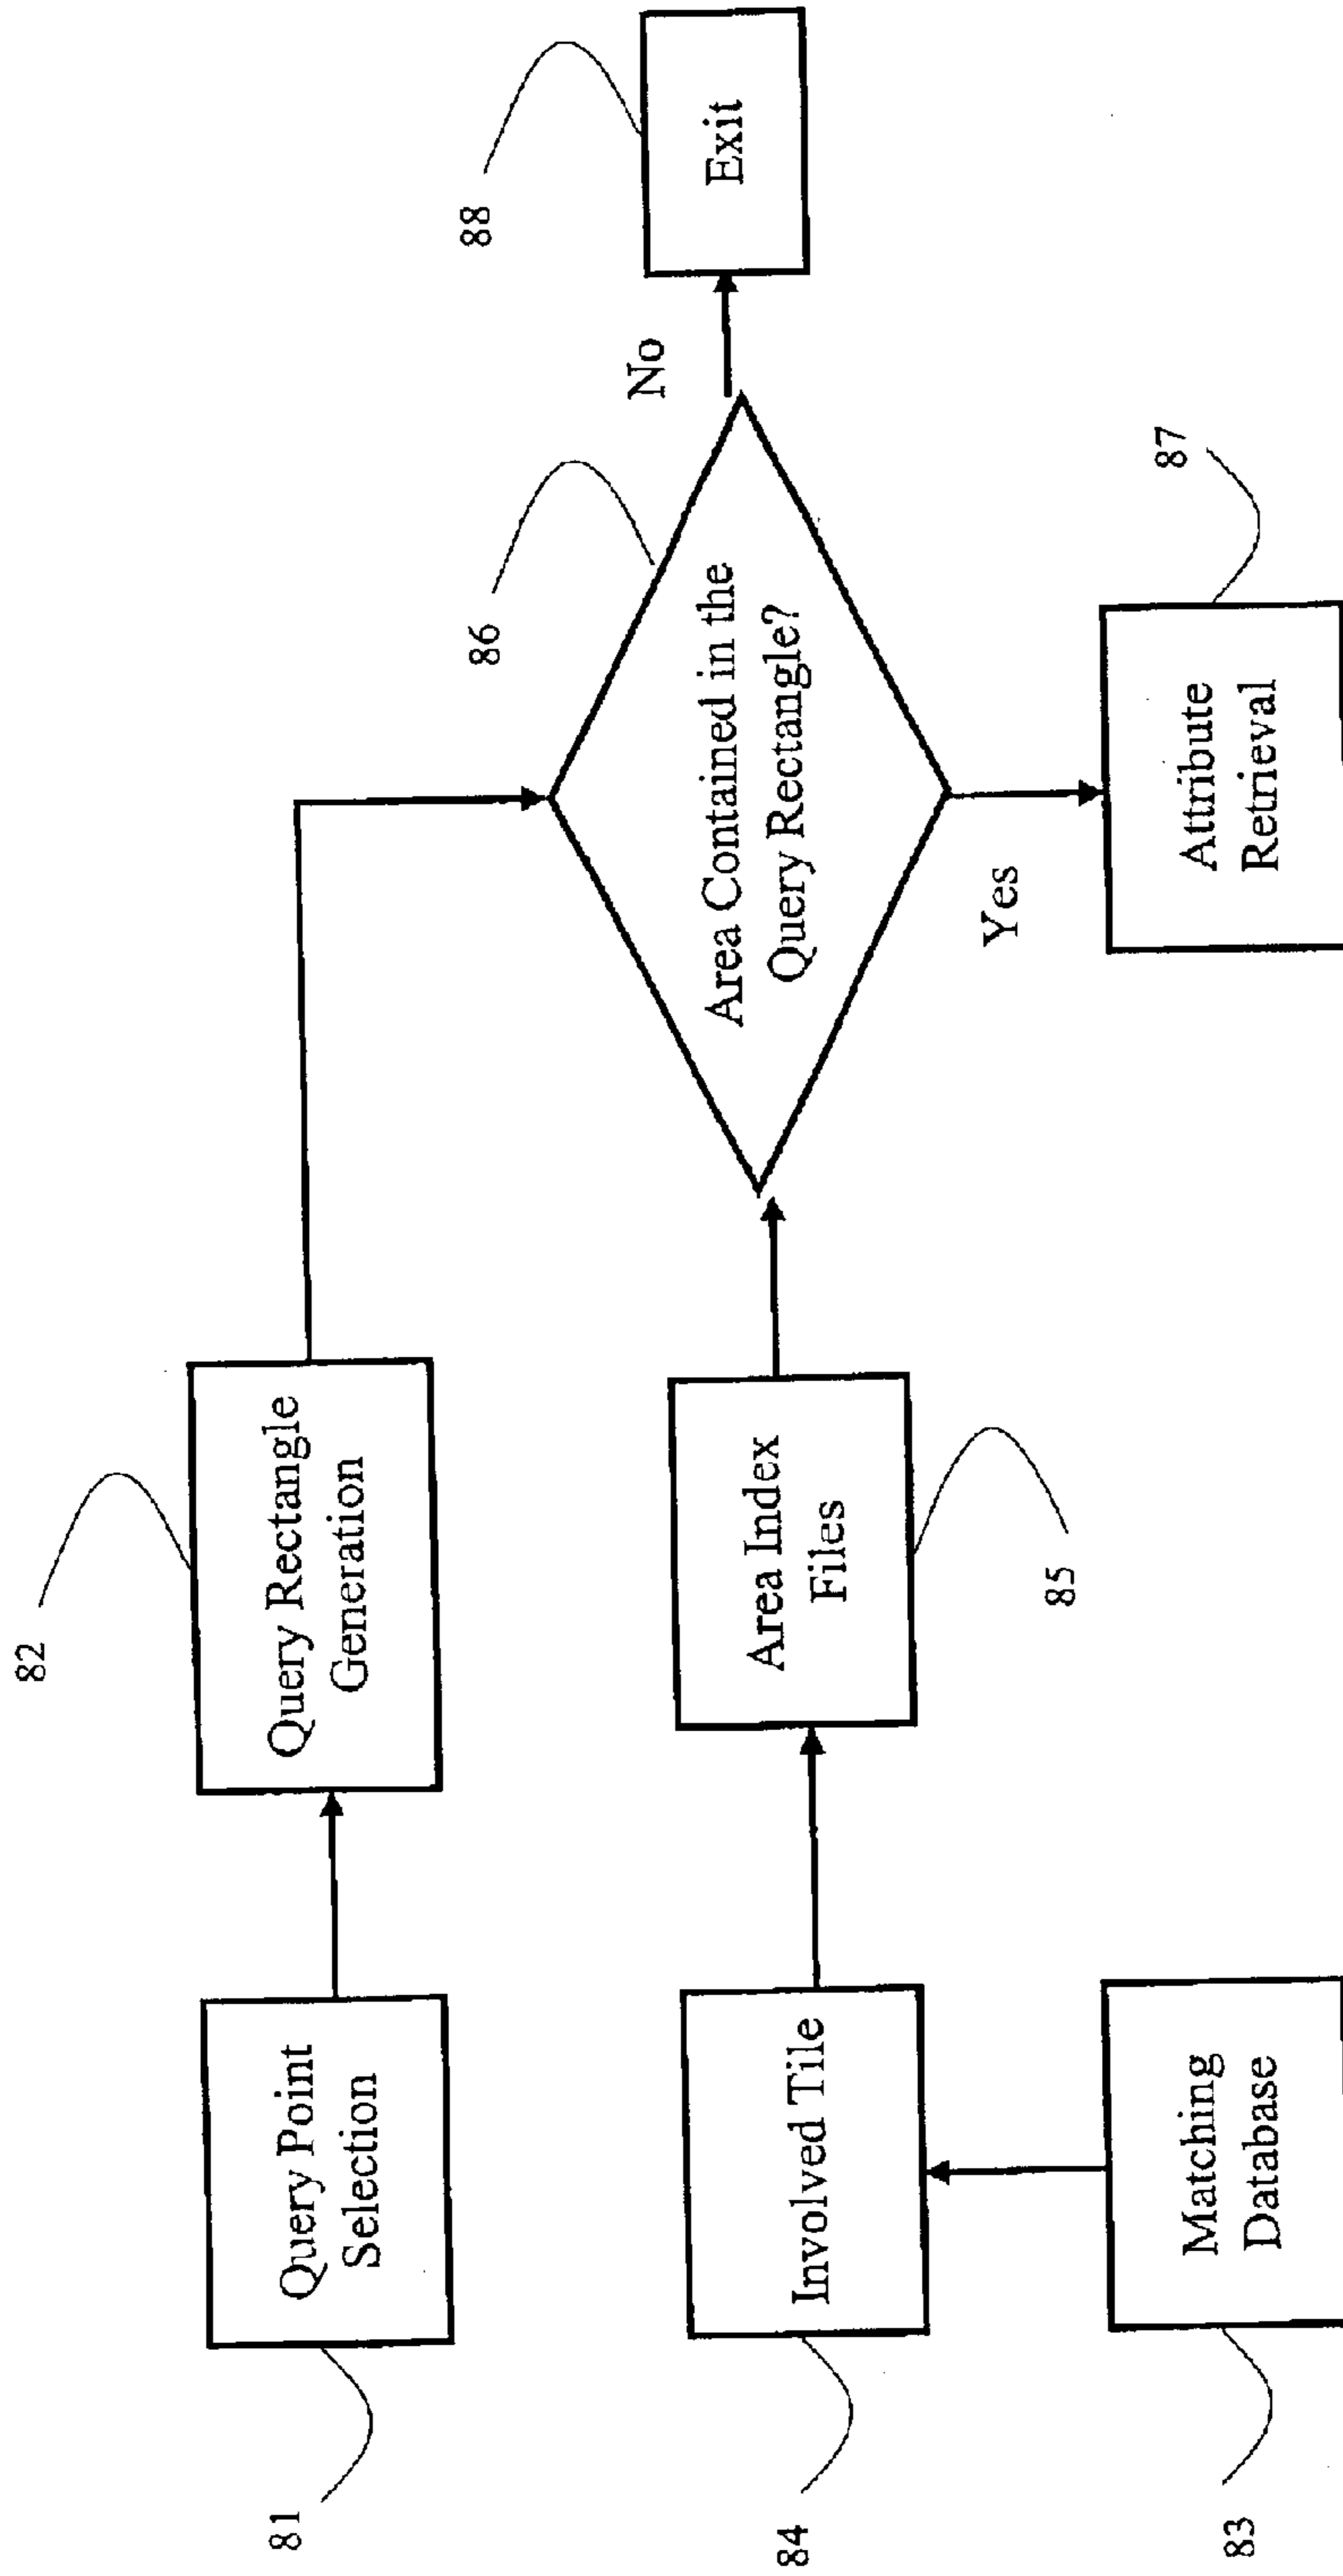 82
81
Query Point
Selection
Query Rectangle
Generation
88
86
84
Involved Tile
Area Index
Files
85
Area Contained in the
Query Rectangle?
No
Exit
83
Matching
Database
Yes
Attribute
Retrieval
87